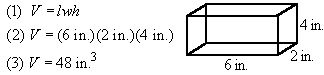 (1) V = lwh
(2) V = (6 in.)(2 in.)(4 in.)
(3) V = 48 in.³
4 in.
2 in.
6 in.